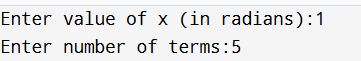 Enter value of x (in radians):1
Enter number of terms:5